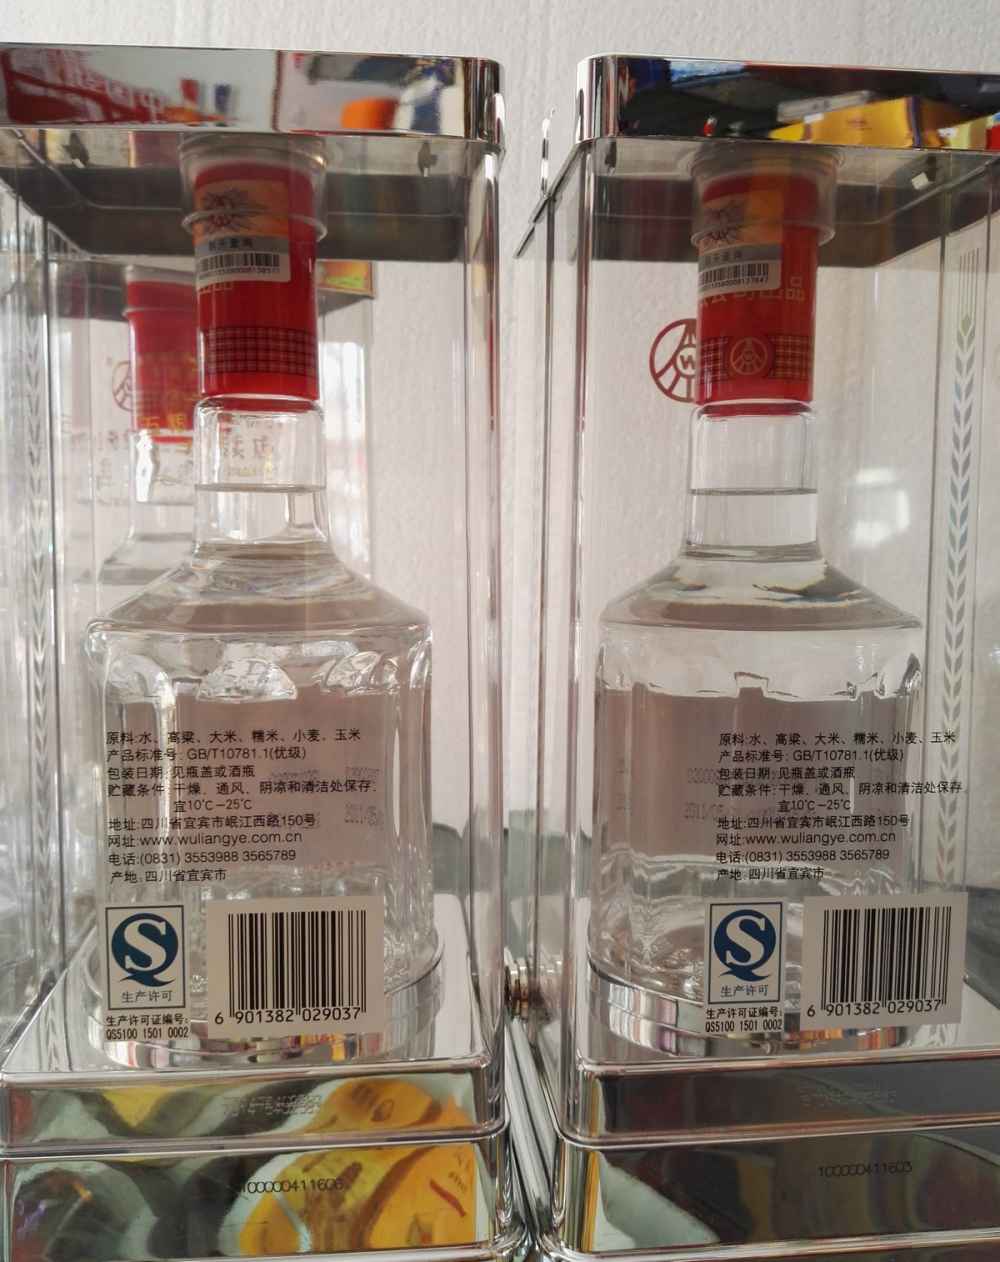 原料:水、高粱、大米、糯米、小麦、玉米
产品标准号: GB/T10781.1(优级)
包装日期:见瓶盖或酒瓶
贮藏条件:干燥、通风、阴凉和清洁处保存.
宜10℃-25℃
地址:四川省宜宾市岷江西路150号
网址:www.wuliangye.com.cn
电话:(0831) 3553988 3565789
产地:四川省宜宾市
生产许可
生产许可证编号:
QS5100 1501 0002
6 901382 029037
100000411606
原料:水、高粱、大米、糯米、小麦、玉米
产品标准号: GB/T10781.1(优级)
包装日期:见瓶盖或酒瓶
贮藏条件:干燥、通风、阴凉和清洁处保存
宜10℃-25℃
地址:四川省宜宾市岷江西路150号
网址:www.wuliangye.com.cn
电话:(0831) 3553988 3565789
产地:四川省宜宾市
生产许可
生产许可证编号:
QS5100 1501 0002
6 901382 029037
100000411603